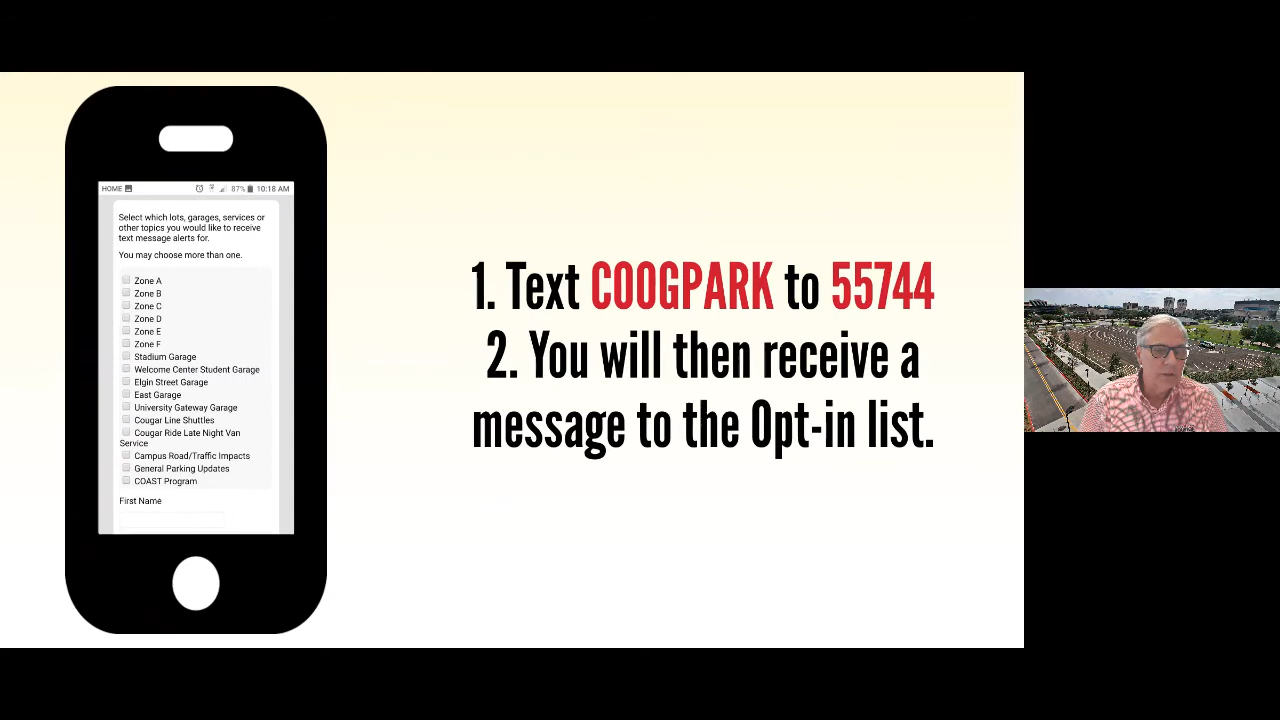 HOME 87% 10:18 AM
Select which lots, garages, services or
other topics you would like to receive
text message alerts for.
You may choose more than one.
Zone A
Zone B
Zone C
Zone D
Zone E
Zone F
Stadium Garage
Welcome Center Student Garage
Elgin Street Garage
East Garage
University Gateway Garage
Cougar Line Shuttles
Cougar Ride Late Night Van
Service
Campus Road/Traffic Impacts
General Parking Updates
COAST Program
First Name
1. Text COOGPARK to 55744
2. You will then receive a
message to the Opt-in list.